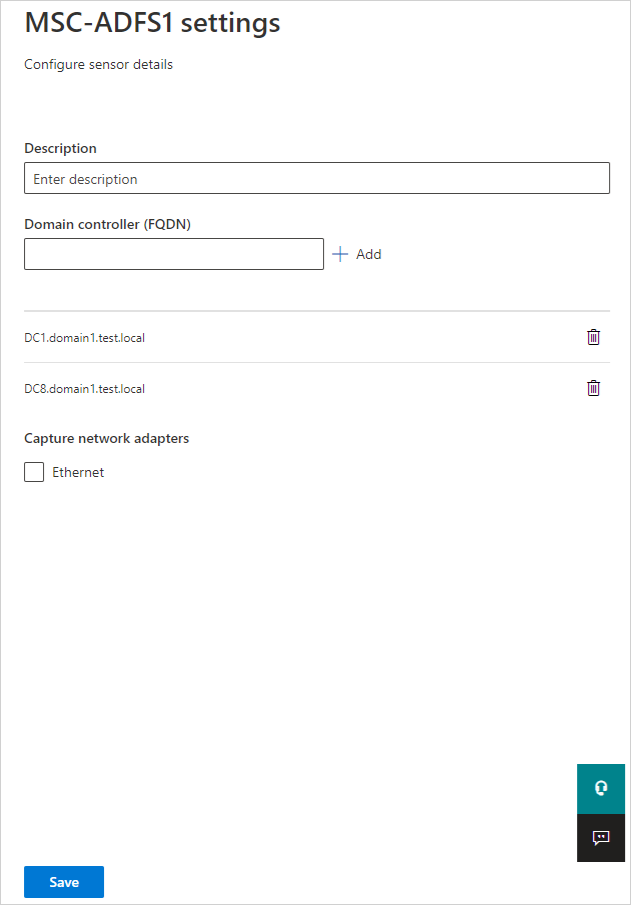 MSC-ADFS1 settings
Configure sensor details
Description
Enter description
Domain controller (FQDN)
Add
DC1.domain1.test.local
DC8.domain1.test.local
Capture network adapters
Ethernet
Save